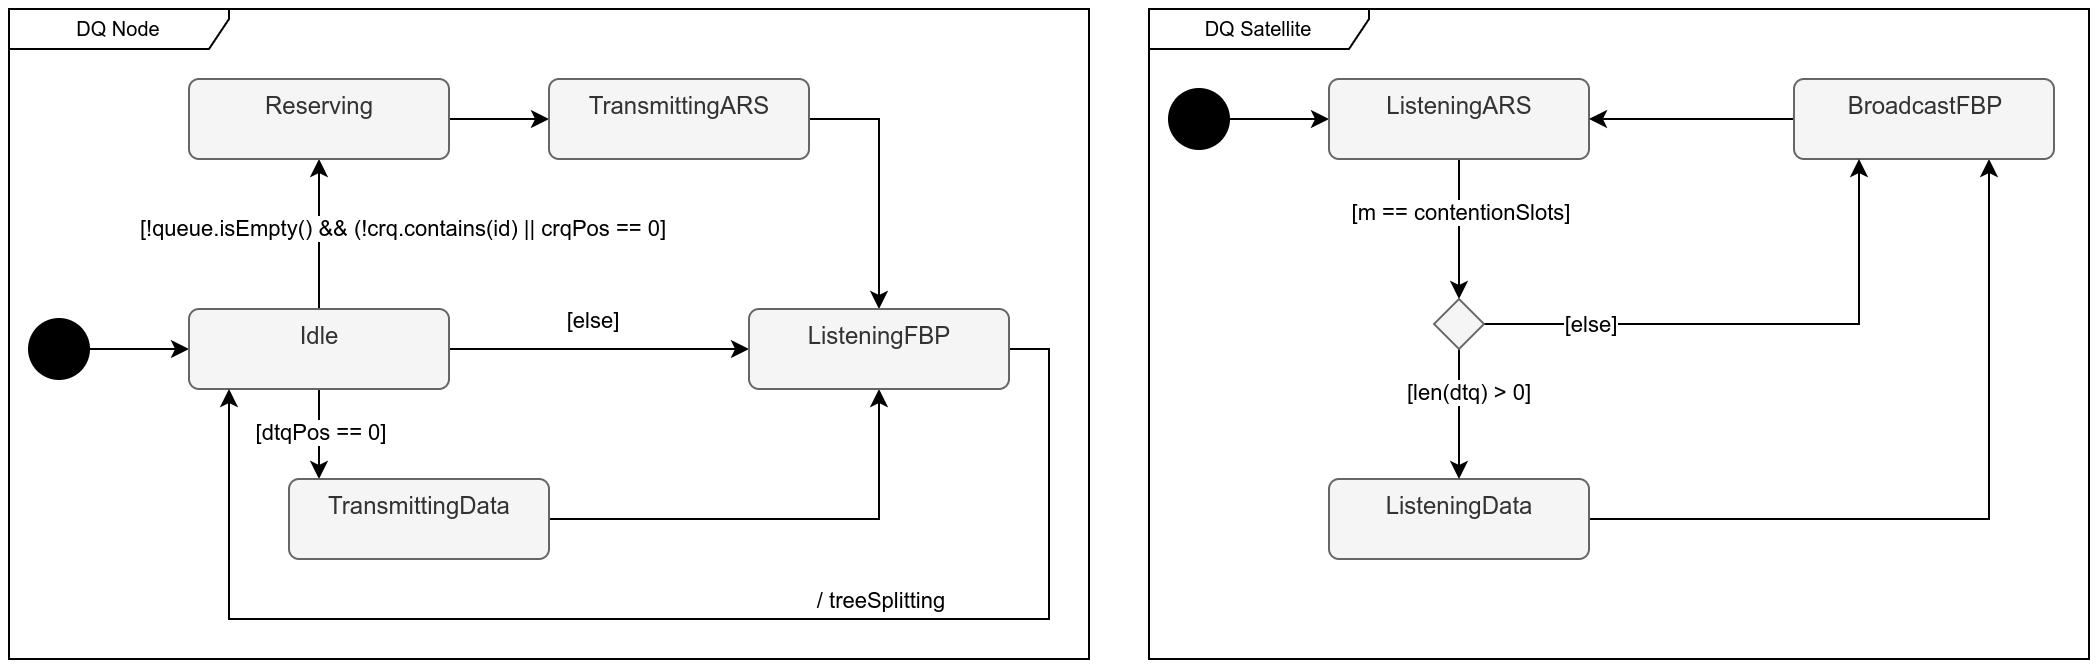 DQ Node
Reserving
TransmittingARS
[!queue.isEmpty() && (!crq.contains(id) || crqPos == 0]
Idle
[else]
ListeningFBP
[dtqPos == 0]
TransmittingData
/ treeSplitting
DQ Satellite
ListeningARS
BroadcastFBP
[m == contentionSlots]
[else]
[len(dtq) > 0]
ListeningData